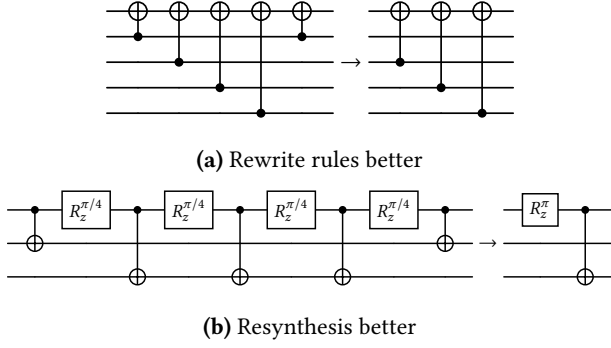 →
(a) Rewrite rules better
R_z^{π/4} R_z^{π/4} R_z^{π/4} R_z^{π/4} → R_z^π
(b) Resynthesis better